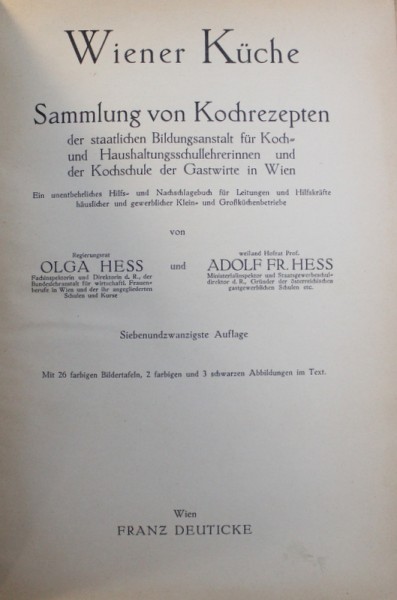 Wiener Küche
Sammlung von Kochrezepten
der staatlichen Bildungsanstalt für Koch-
und Haushaltungsschullehrerinnen und
der Kochschule der Gastwirte in Wien
Ein unentbehrliches Hilfs- und Nachschlagebuch für Leitungen und Hilfskräfte
häuslicher und gewerblicher Klein- und Großküchenbetriebe
von
Regierungsrat
OLGA HESS
Fachinspektorin und Direktorin d. R., der
Bundeslehranstalt für wirtschaftl. Frauen-
berufe in Wien und der ihr angegliederten
Schulen und Kurse
und
weiland Hofrat Prof.
ADOLF FR. HESS
Ministerialinspektor und Staatsgewerbeschul-
direktor d. R., Gründer der österreichischen
gastgewerblichen Schulen etc.
Siebenundzwanzigste Auflage
Mit 26 farbigen Bildertafeln, 2 farbigen und 3 schwarzen Abbildungen im Text.
Wien
FRANZ DEUTICKE